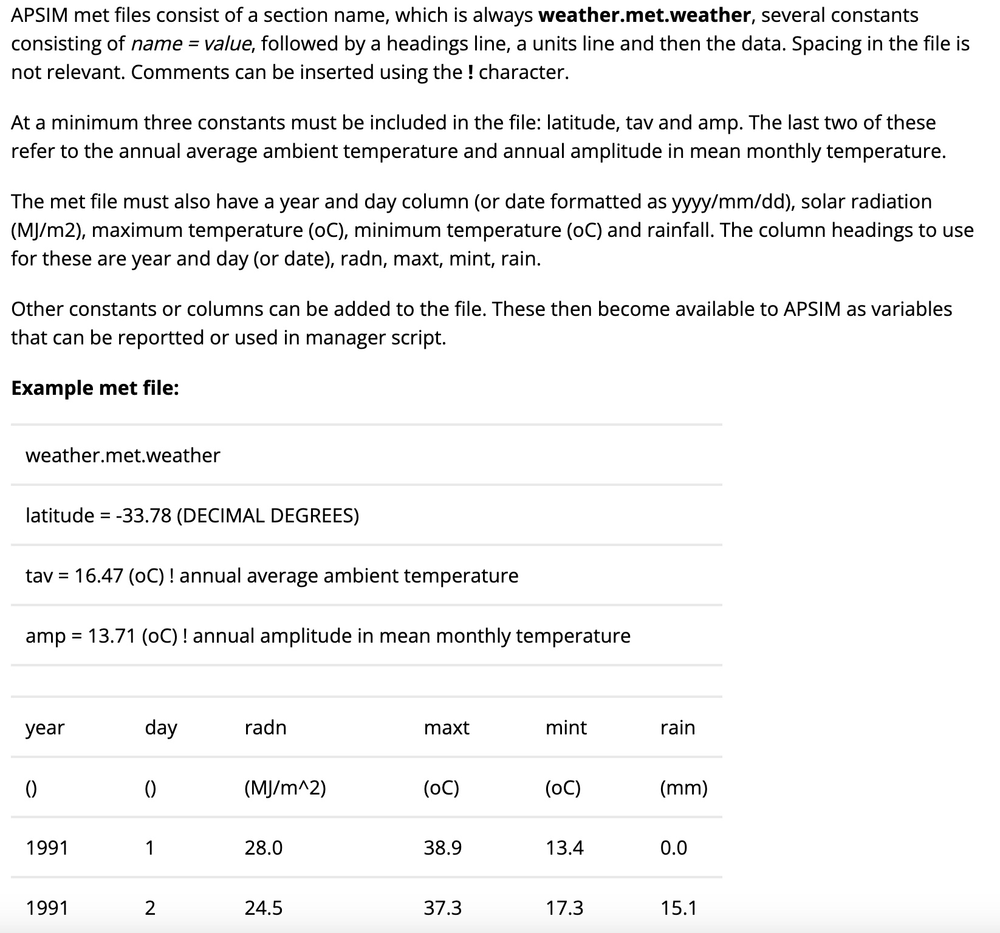 APSIM met files consist of a section name, which is always weather.met.weather, several constants
consisting of name = value, followed by a headings line, a units line and then the data. Spacing in the file is
not relevant. Comments can be inserted using the ! character.
At a minimum three constants must be included in the file: latitude, tav and amp. The last two of these
refer to the annual average ambient temperature and annual amplitude in mean monthly temperature.
The met file must also have a year and day column (or date formatted as yyyy/mm/dd), solar radiation
(MJ/m2), maximum temperature (oC), minimum temperature (oC) and rainfall. The column headings to use
for these are year and day (or date), radn, maxt, mint, rain.
Other constants or columns can be added to the file. These then become available to APSIM as variables
that can be reportted or used in manager script.
Example met file:
weather.met.weather
latitude = -33.78 (DECIMAL DEGREES)
tav = 16.47 (oC) ! annual average ambient temperature
amp = 13.71 (oC) ! annual amplitude in mean monthly temperature
year day radn maxt mint rain
() () (MJ/m^2) (oC) (oC) (mm)
1991 1 28.0 38.9 13.4 0.0
1991 2 24.5 37.3 17.3 15.1